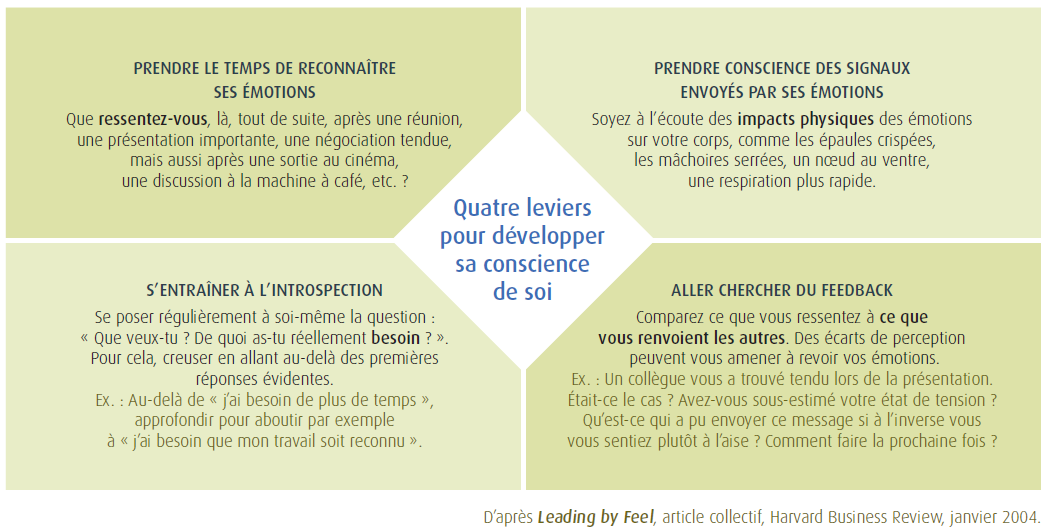 PRENDRE LE TEMPS DE RECONNAÎTRE
SES ÉMOTIONS
Que ressentez-vous, là, tout de suite, après une réunion,
une présentation importante, une négociation tendue,
mais aussi après une sortie au cinéma,
une discussion à la machine à café, etc. ?
PRENDRE CONSCIENCE DES SIGNAUX
ENVOYÉS PAR SES ÉMOTIONS
Soyez à l’écoute des impacts physiques des émotions
sur votre corps, comme les épaules crispées,
les mâchoires serrées, un nœud au ventre,
une respiration plus rapide.
Quatre leviers
pour développer
sa conscience
de soi
S’ENTRAÎNER À L’INTROSPECTION
Se poser régulièrement à soi-même la question :
« Que veux-tu ? De quoi as-tu réellement besoin ? ».
Pour cela, creuser en allant au-delà des premières
réponses évidentes.
Ex. : Au-delà de « j’ai besoin de plus de temps »,
approfondir pour aboutir par exemple
à « j’ai besoin que mon travail soit reconnu ».
ALLER CHERCHER DU FEEDBACK
Comparez ce que vous ressentez à ce que
vous renvoient les autres. Des écarts de perception
peuvent vous amener à revoir vos émotions.
Ex. : Un collègue vous a trouvé tendu lors de la présentation.
Était-ce le cas ? Avez-vous sous-estimé votre état de tension ?
Qu’est-ce qui a pu envoyer ce message si à l’inverse vous
vous sentiez plutôt à l’aise ? Comment faire la prochaine fois ?
D’après Leading by Feel, article collectif, Harvard Business Review, janvier 2004.